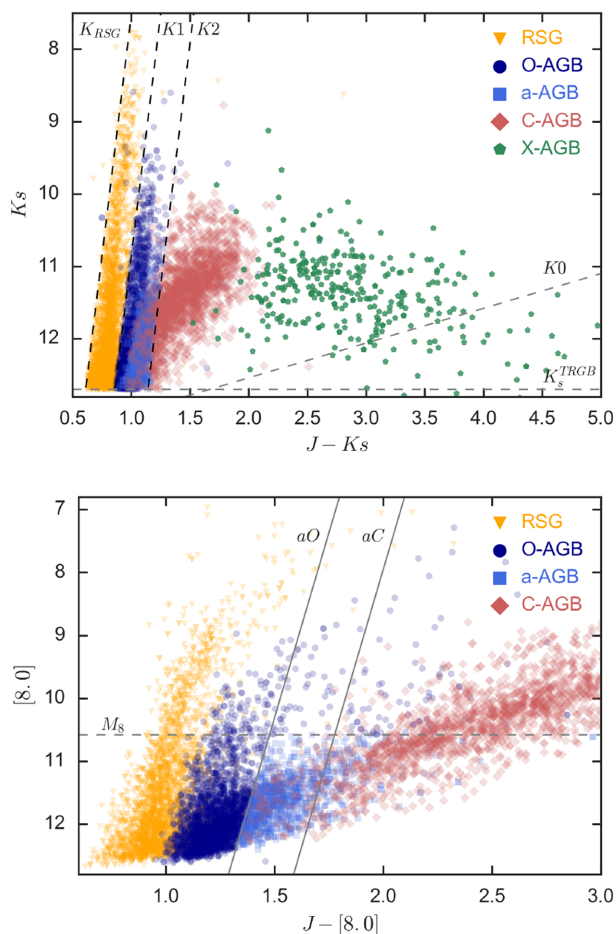 K_RSG K1 K2
RSG
O-AGB
a-AGB
C-AGB
X-AGB
K0
K_s^TRGB
8
9
10
11
12
Ks
0.5 1.0 1.5 2.0 2.5 3.0 3.5 4.0 4.5 5.0
J − Ks
aO aC
RSG
O-AGB
a-AGB
C-AGB
M_8
7
8
9
10
11
12
[8.0]
1.0 1.5 2.0 2.5 3.0
J − [8.0]